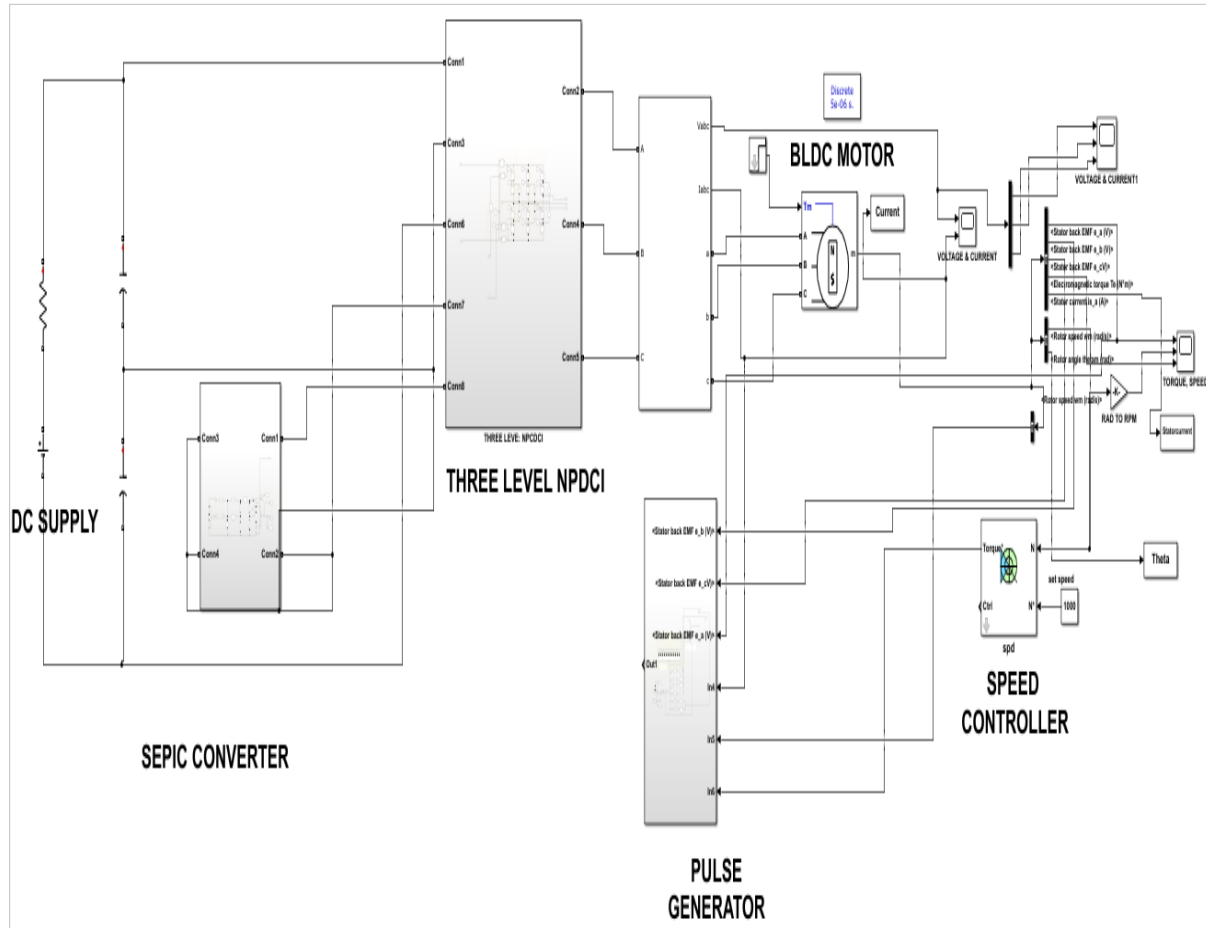 Conn1
Conn3
Conn6
Conn7
Conn8
Conn2
Conn4
Conn5
THREE LEVE: NPCDCI
THREE LEVEL NPDCI
DC SUPPLY
Conn3
Conn4
Conn1
Conn2
SEPIC CONVERTER
A
B
C
Vabc
Iabc
a
b
c
Discrete
5e-06 s.
BLDC MOTOR
Tm
A
B
C
N
S
m
Current
VOLTAGE & CURRENT
VOLTAGE & CURRENT1
<Stator back EMF e_a (V)>
<Stator back EMF e_b (V)>
<Stator back EMF e_cV)>
<Electromagnetic torque Te (N*m)>
<Stator current is_a (A)>
<Rotor speed wm (rad/s)>
<Rotor angle thetam (rad)>
TORQUE, SPEED
<Rotor speed wm (rad/s)>
-K-
RAD TO RPM
Statorcurrent
<Stator back EMF e_b (V)>
<Stator back EMF e_cV)>
<Stator back EMF e_a (V)>
Out1
In4
In5
In6
PULSE
GENERATOR
Torque*
N
Ctrl
N*
set speed
1000
spd
SPEED
CONTROLLER
Theta